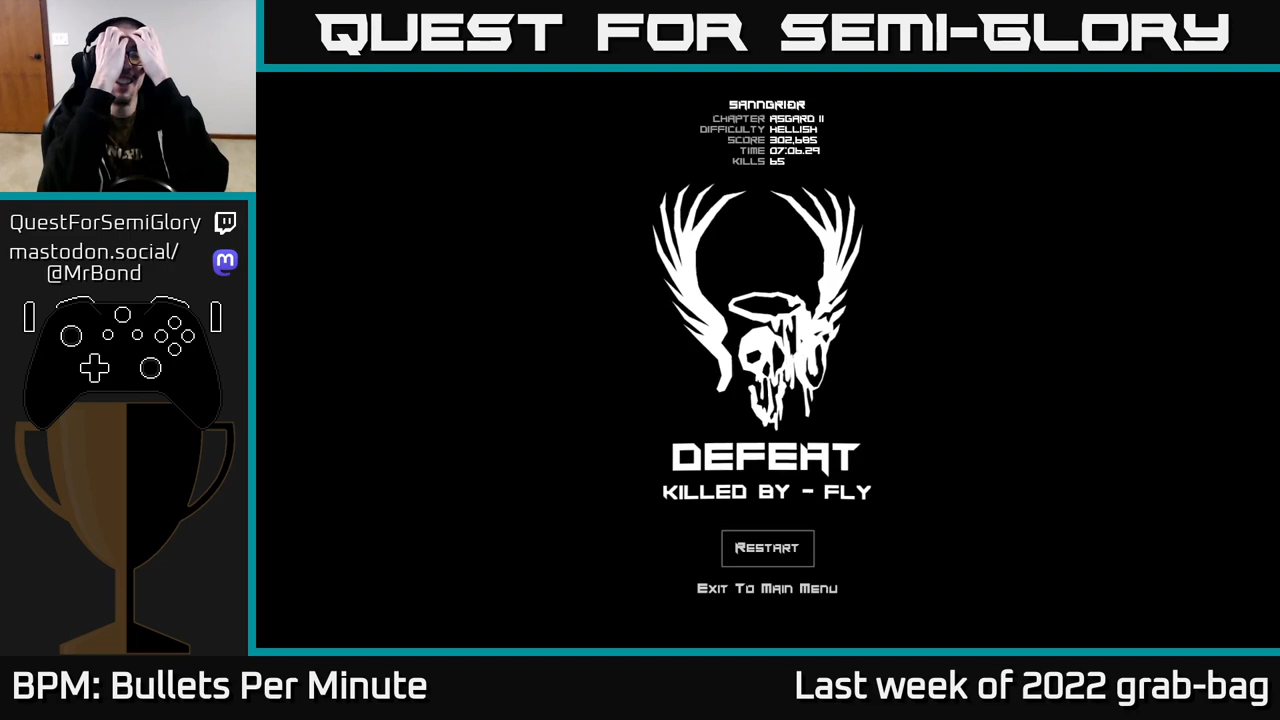 QUEST FOR SEMI-GLORY
SANNGRIÐR
CHAPTER ASGARD II
DIFFICULTY HELLISH
SCORE 302,685
TIME 07:06.29
KILLS 65
QuestForSemiGlory
mastodon.social/
@MrBond
DEFEAT
KILLED BY - FLY
RESTART
EXIT TO MAIN MENU
BPM: Bullets Per Minute
Last week of 2022 grab-bag